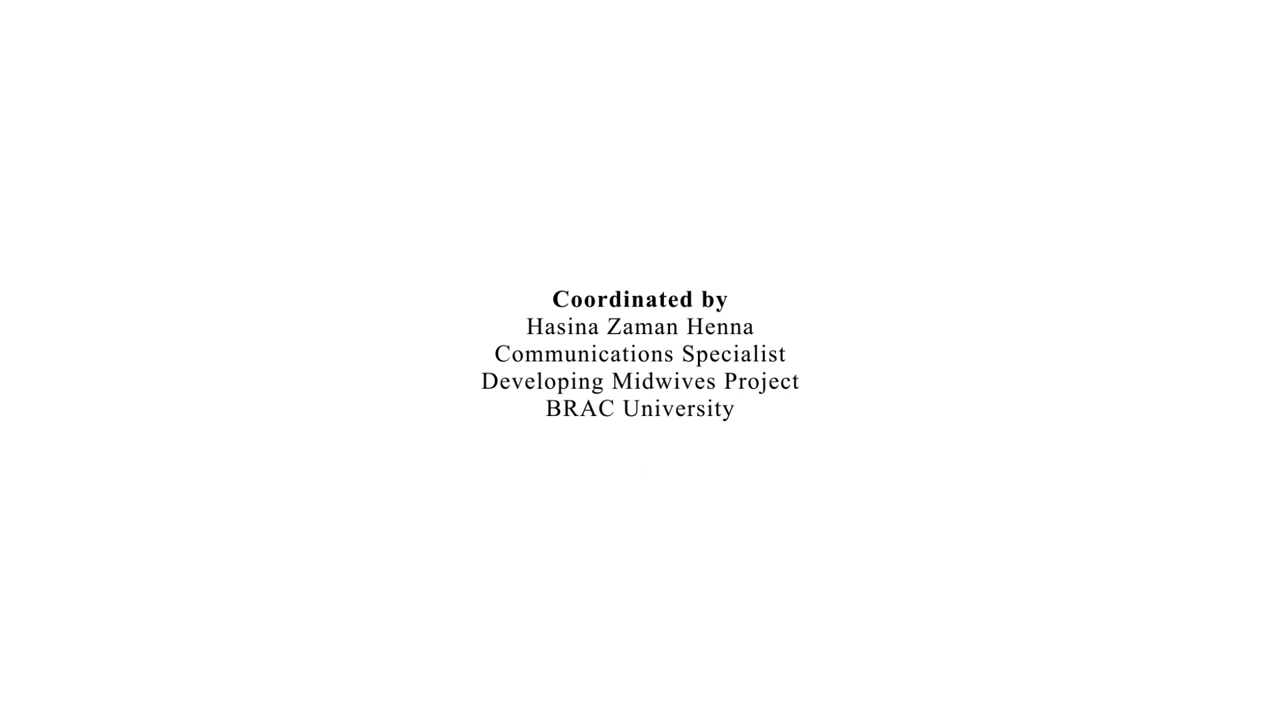 Coordinated by
Hasina Zaman Henna
Communications Specialist
Developing Midwives Project
BRAC University